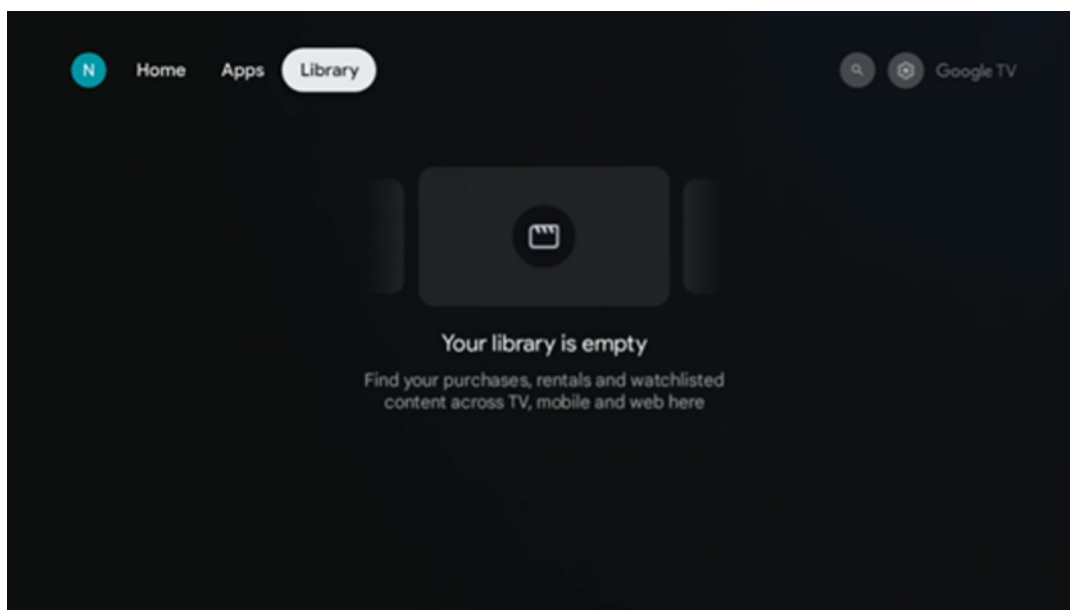 N
Home
Apps
Library
Google TV
Your library is empty
Find your purchases, rentals and watchlisted
content across TV, mobile and web here